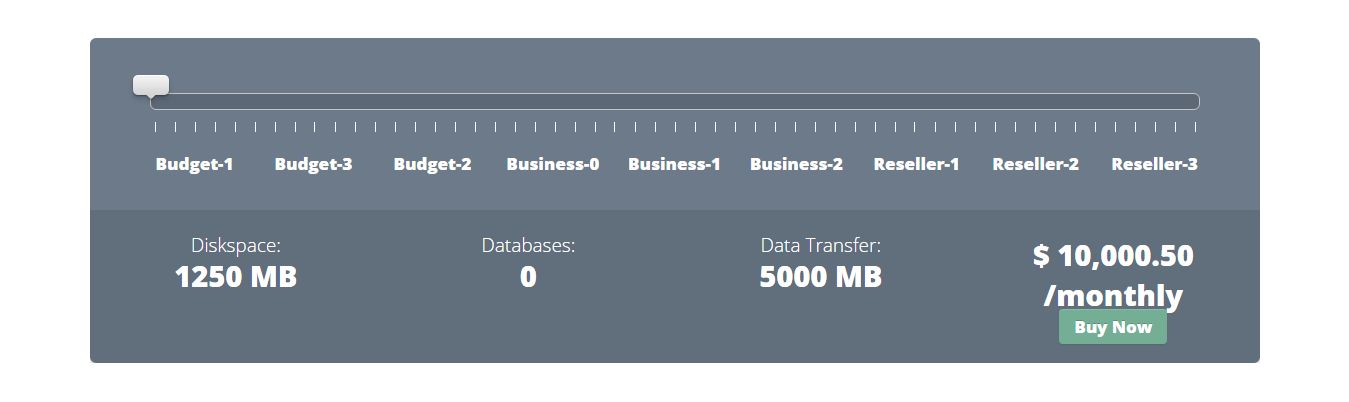 Budget-1 Budget-3 Budget-2 Business-0 Business-1 Business-2 Reseller-1 Reseller-2 Reseller-3
Diskspace:
1250 MB
Databases:
0
Data Transfer:
5000 MB
$ 10,000.50
/monthly
Buy Now